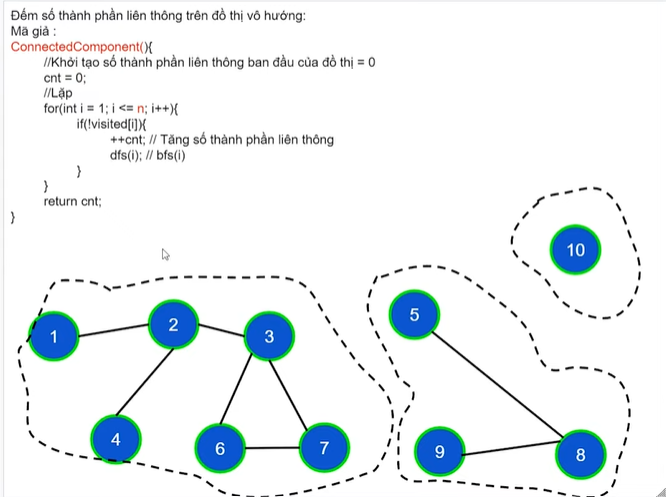 Đếm số thành phần liên thông trên đồ thị vô hướng:
Mã giả :
ConnectedComponent(){
//Khởi tạo số thành phần liên thông ban đầu của đồ thị = 0
cnt = 0;
//Lặp
for(int i = 1; i <= n; i++){
if(!visited[i]){
++cnt; // Tăng số thành phần liên thông
dfs(i); // bfs(i)
}
}
return cnt;
}
10
5
2
1
3
4
6
7
9
8